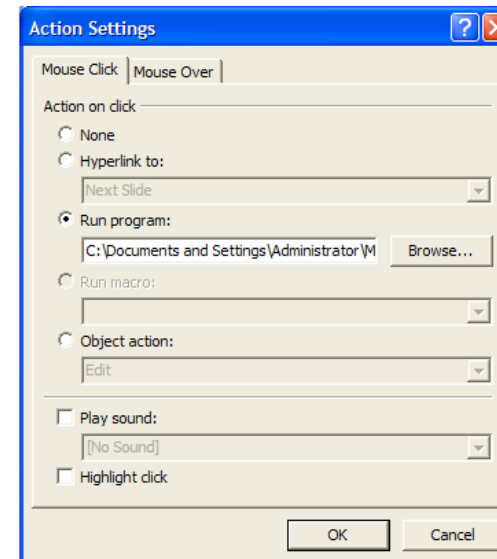 Action Settings
Mouse Click Mouse Over
Action on click
None
Hyperlink to:
Next Slide
Run program:
C:\Documents and Settings\Administrator\M Browse...
Run macro:
Object action:
Edit
Play sound:
[No Sound]
Highlight click
OK Cancel